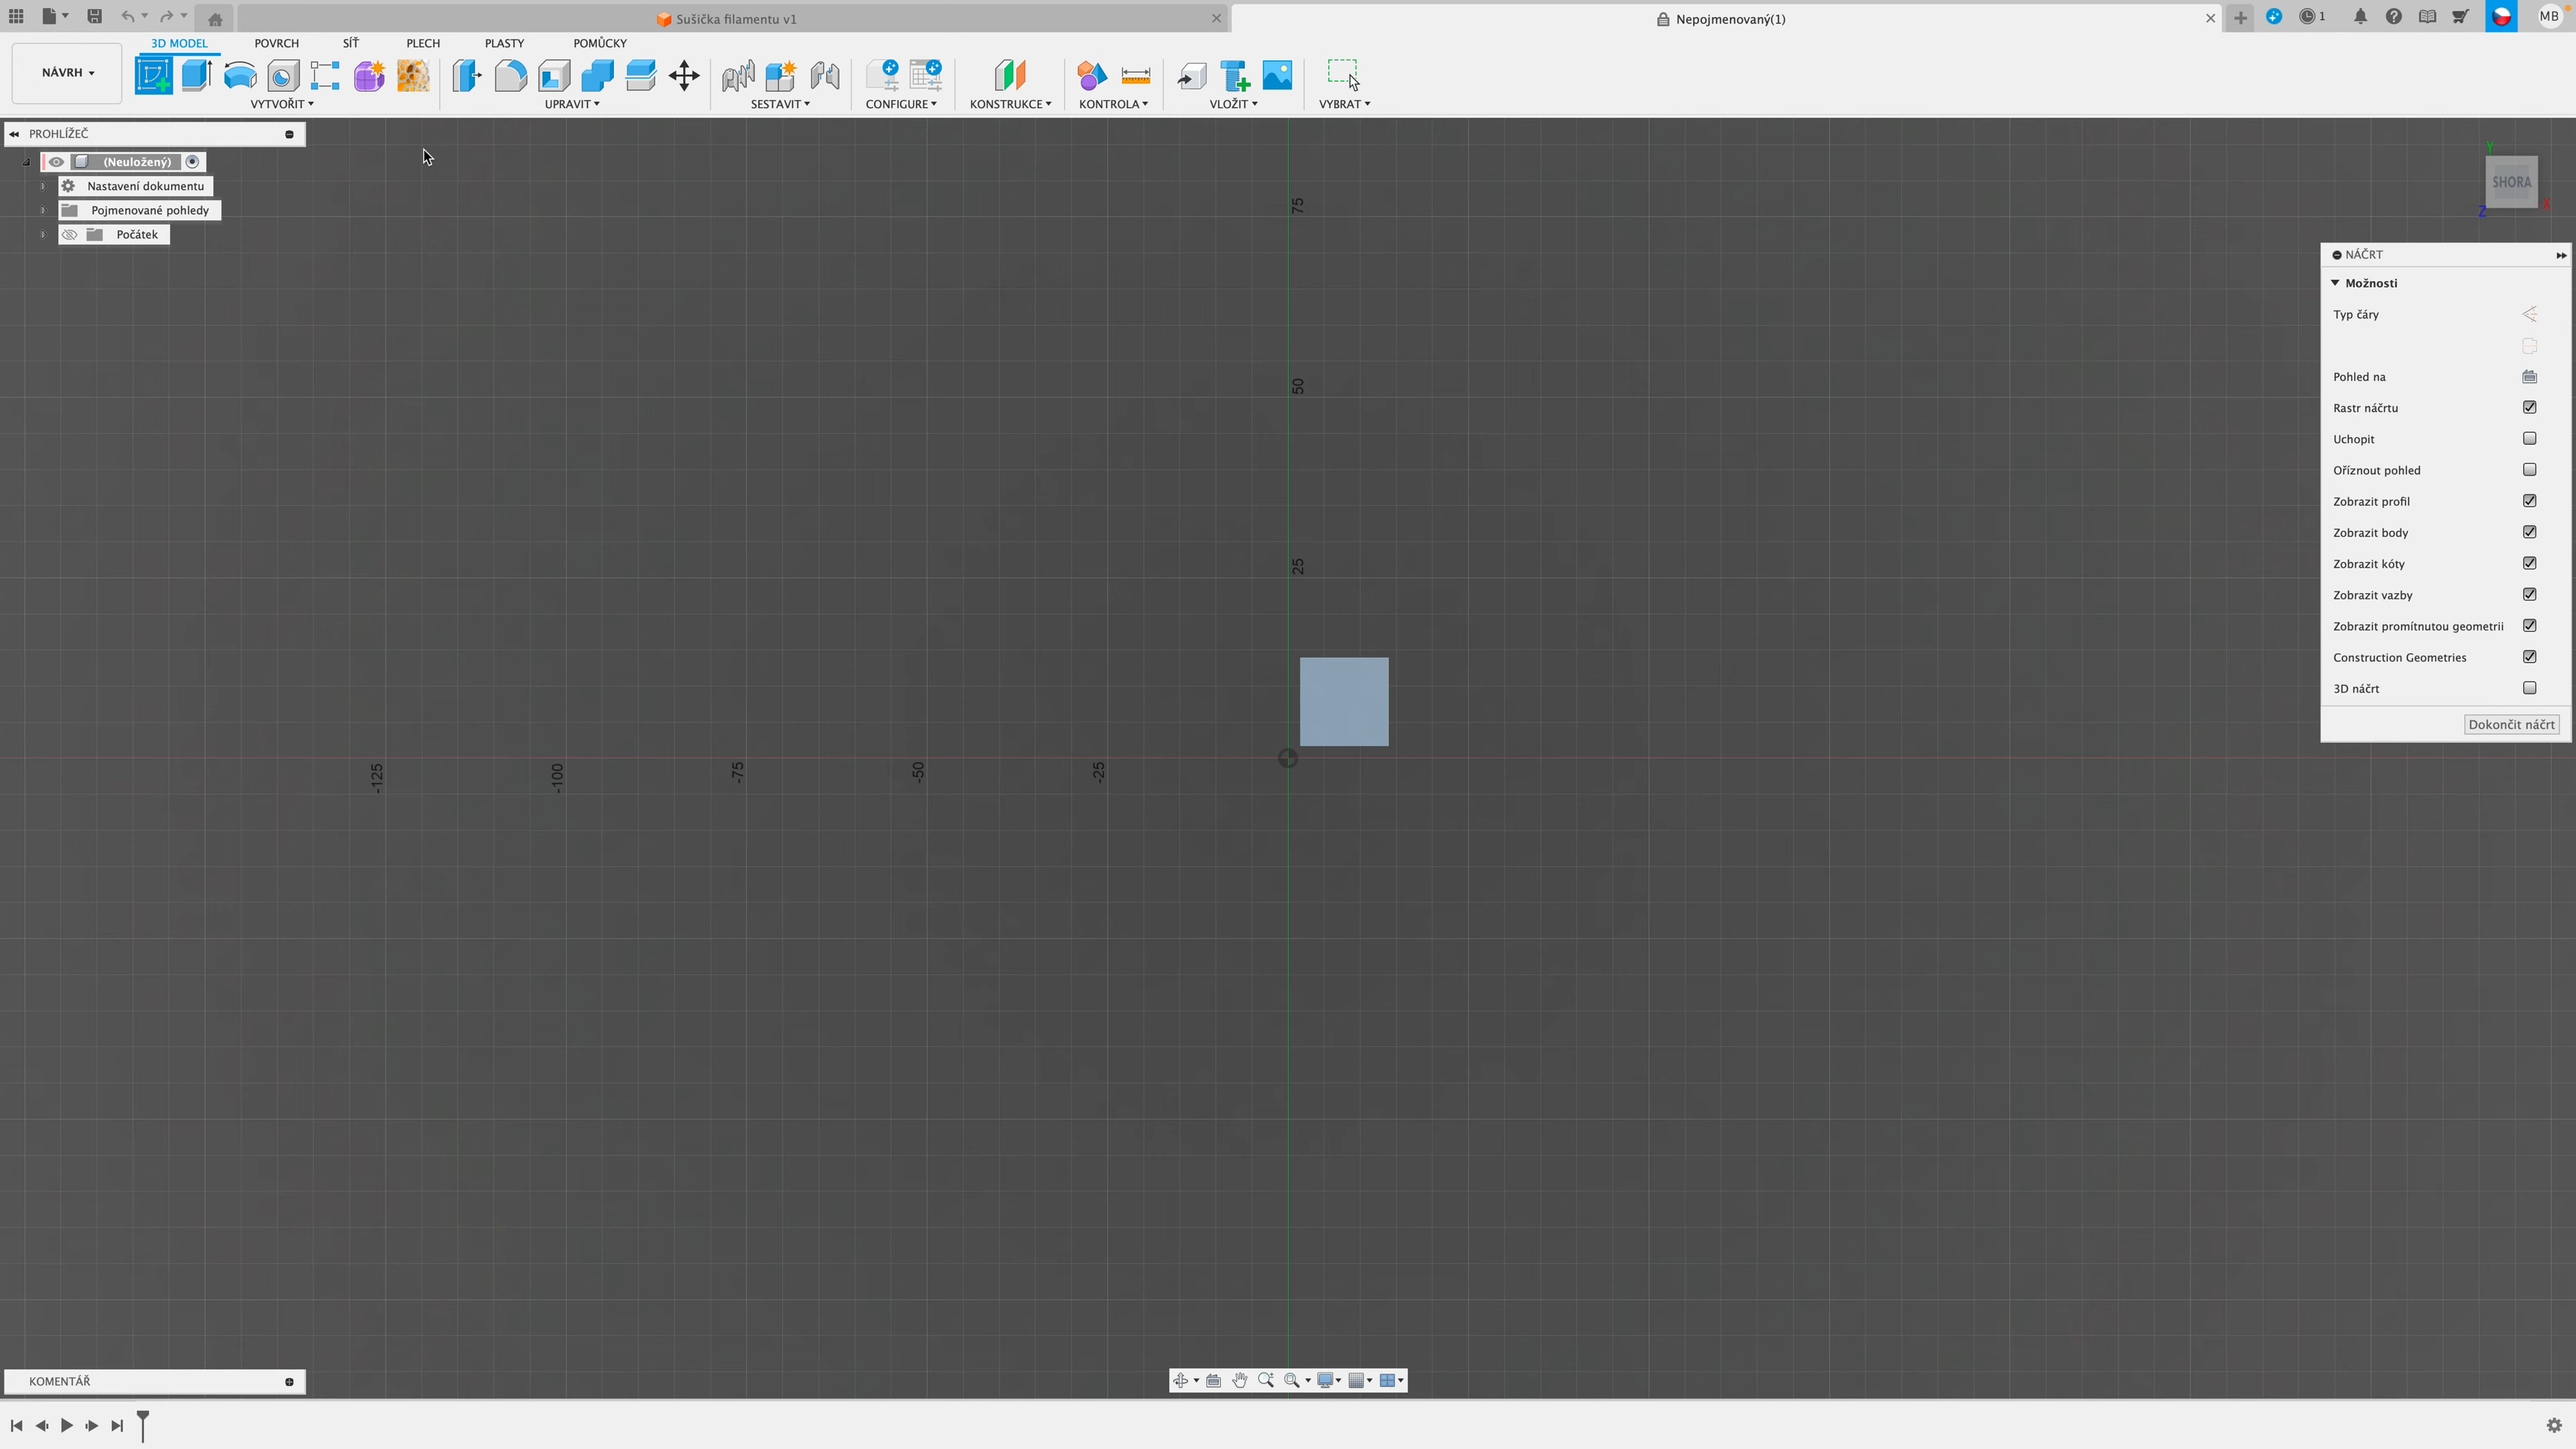 Sušička filamentu v1
Nepojmenovaný(1)
1
MB
NÁVRH
3D MODEL
POVRCH
SÍŤ
PLECH
PLASTY
POMŮCKY
VYTVOŘIT
UPRAVIT
SESTAVIT
CONFIGURE
KONSTRUKCE
KONTROLA
VLOŽIT
VYBRAT
PROHLÍŽEČ
(Neuložený)
Nastavení dokumentu
Pojmenované pohledy
Počátek
Y
SHORA
Z
X
75
50
25
-125
-100
-75
-50
-25
NÁČRT
Možnosti
Typ čáry
Pohled na
Rastr náčrtu
Uchopit
Oříznout pohled
Zobrazit profil
Zobrazit body
Zobrazit kóty
Zobrazit vazby
Zobrazit promítnutou geometrii
Construction Geometries
3D náčrt
Dokončit náčrt
KOMENTÁŘ